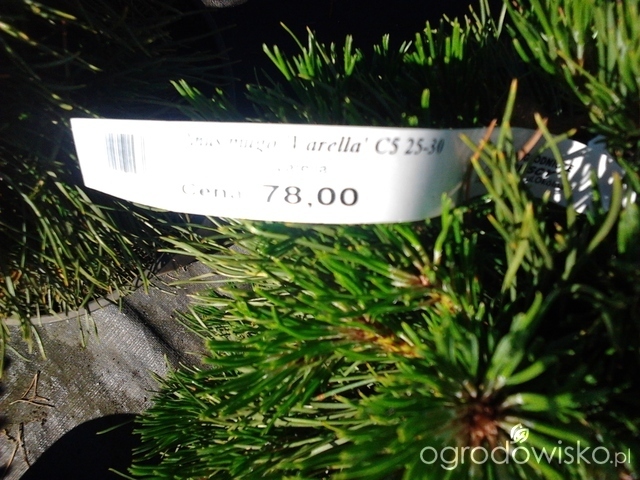 mugo 'Varella' C5 25-30
Cena 78,00
ogrodowisko.pl